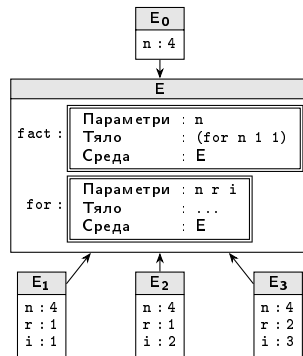 E0
n : 4
E
fact :
Параметри : n
Тяло : (for n 1 1)
Среда : E
for :
Параметри : n r i
Тяло : ...
Среда : E
E1
n : 4
r : 1
i : 1
E2
n : 4
r : 1
i : 2
E3
n : 4
r : 2
i : 3